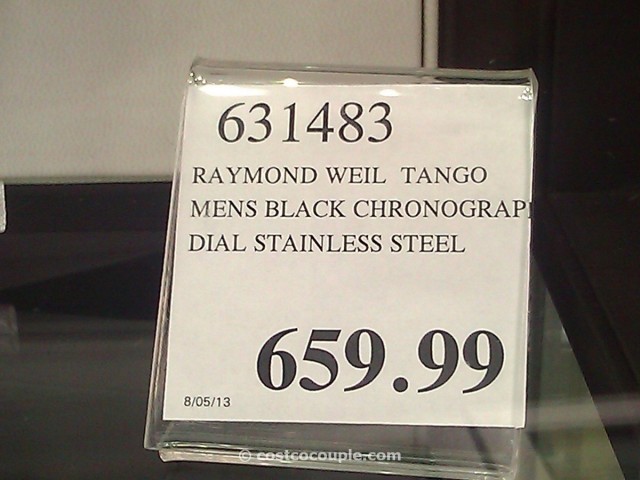 631483
RAYMOND WEIL TANGO
MENS BLACK CHRONOGRAP
DIAL STAINLESS STEEL
659.99
8/05/13
© costcocouple.com